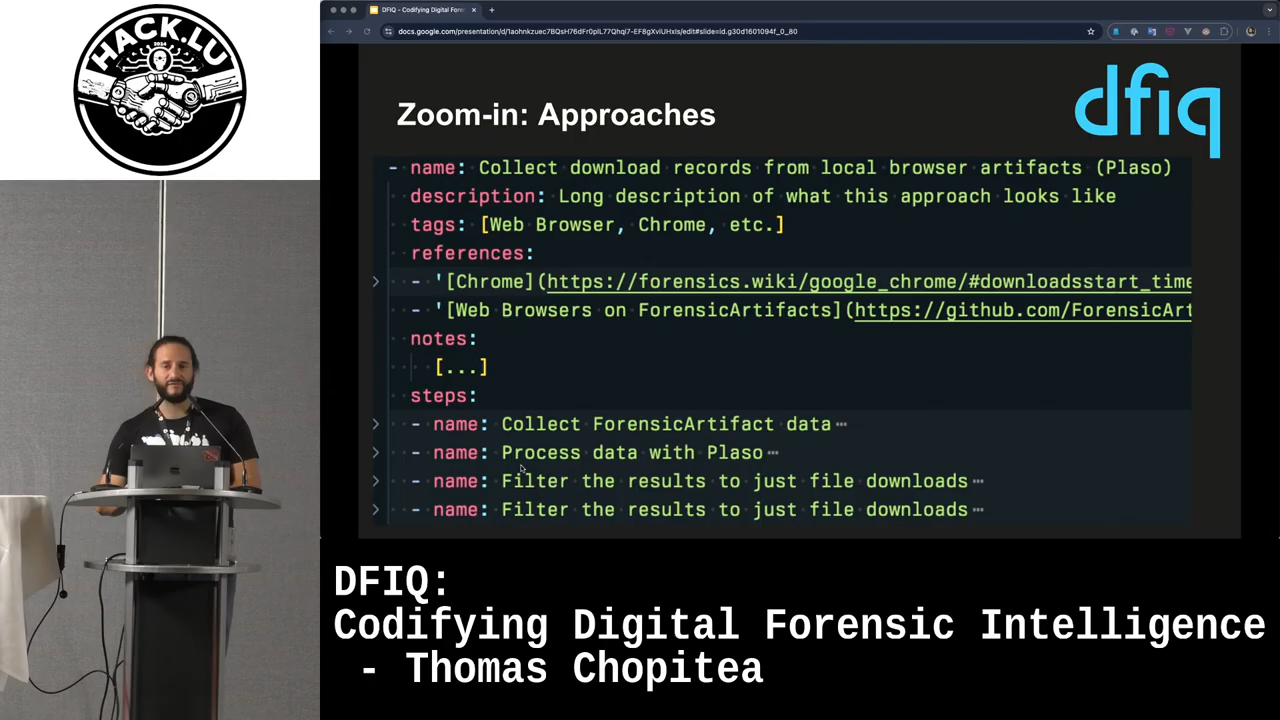 HACK.LU
2024
DFIQ - Codifying Digital Foren
docs.google.com/presentation/d/1aohnkzuec7BQsH76dFr0plL77Qhql7-EF8gXviUHxis/edit#slide=id.g30d1601094f_0_80
dfiq
Zoom-in: Approaches
- name: Collect download records from local browser artifacts (Plaso)
description: Long description of what this approach looks like
tags: [Web Browser, Chrome, etc.]
references:
- '[Chrome](https://forensics.wiki/google_chrome/#downloadsstart_time
- '[Web Browsers on ForensicArtifacts](https://github.com/ForensicArt
notes:
[...]
steps:
- name: Collect ForensicArtifact data…
- name: Process data with Plaso…
- name: Filter the results to just file downloads…
- name: Filter the results to just file downloads…
DFIQ:
Codifying Digital Forensic Intelligence
- Thomas Chopitea